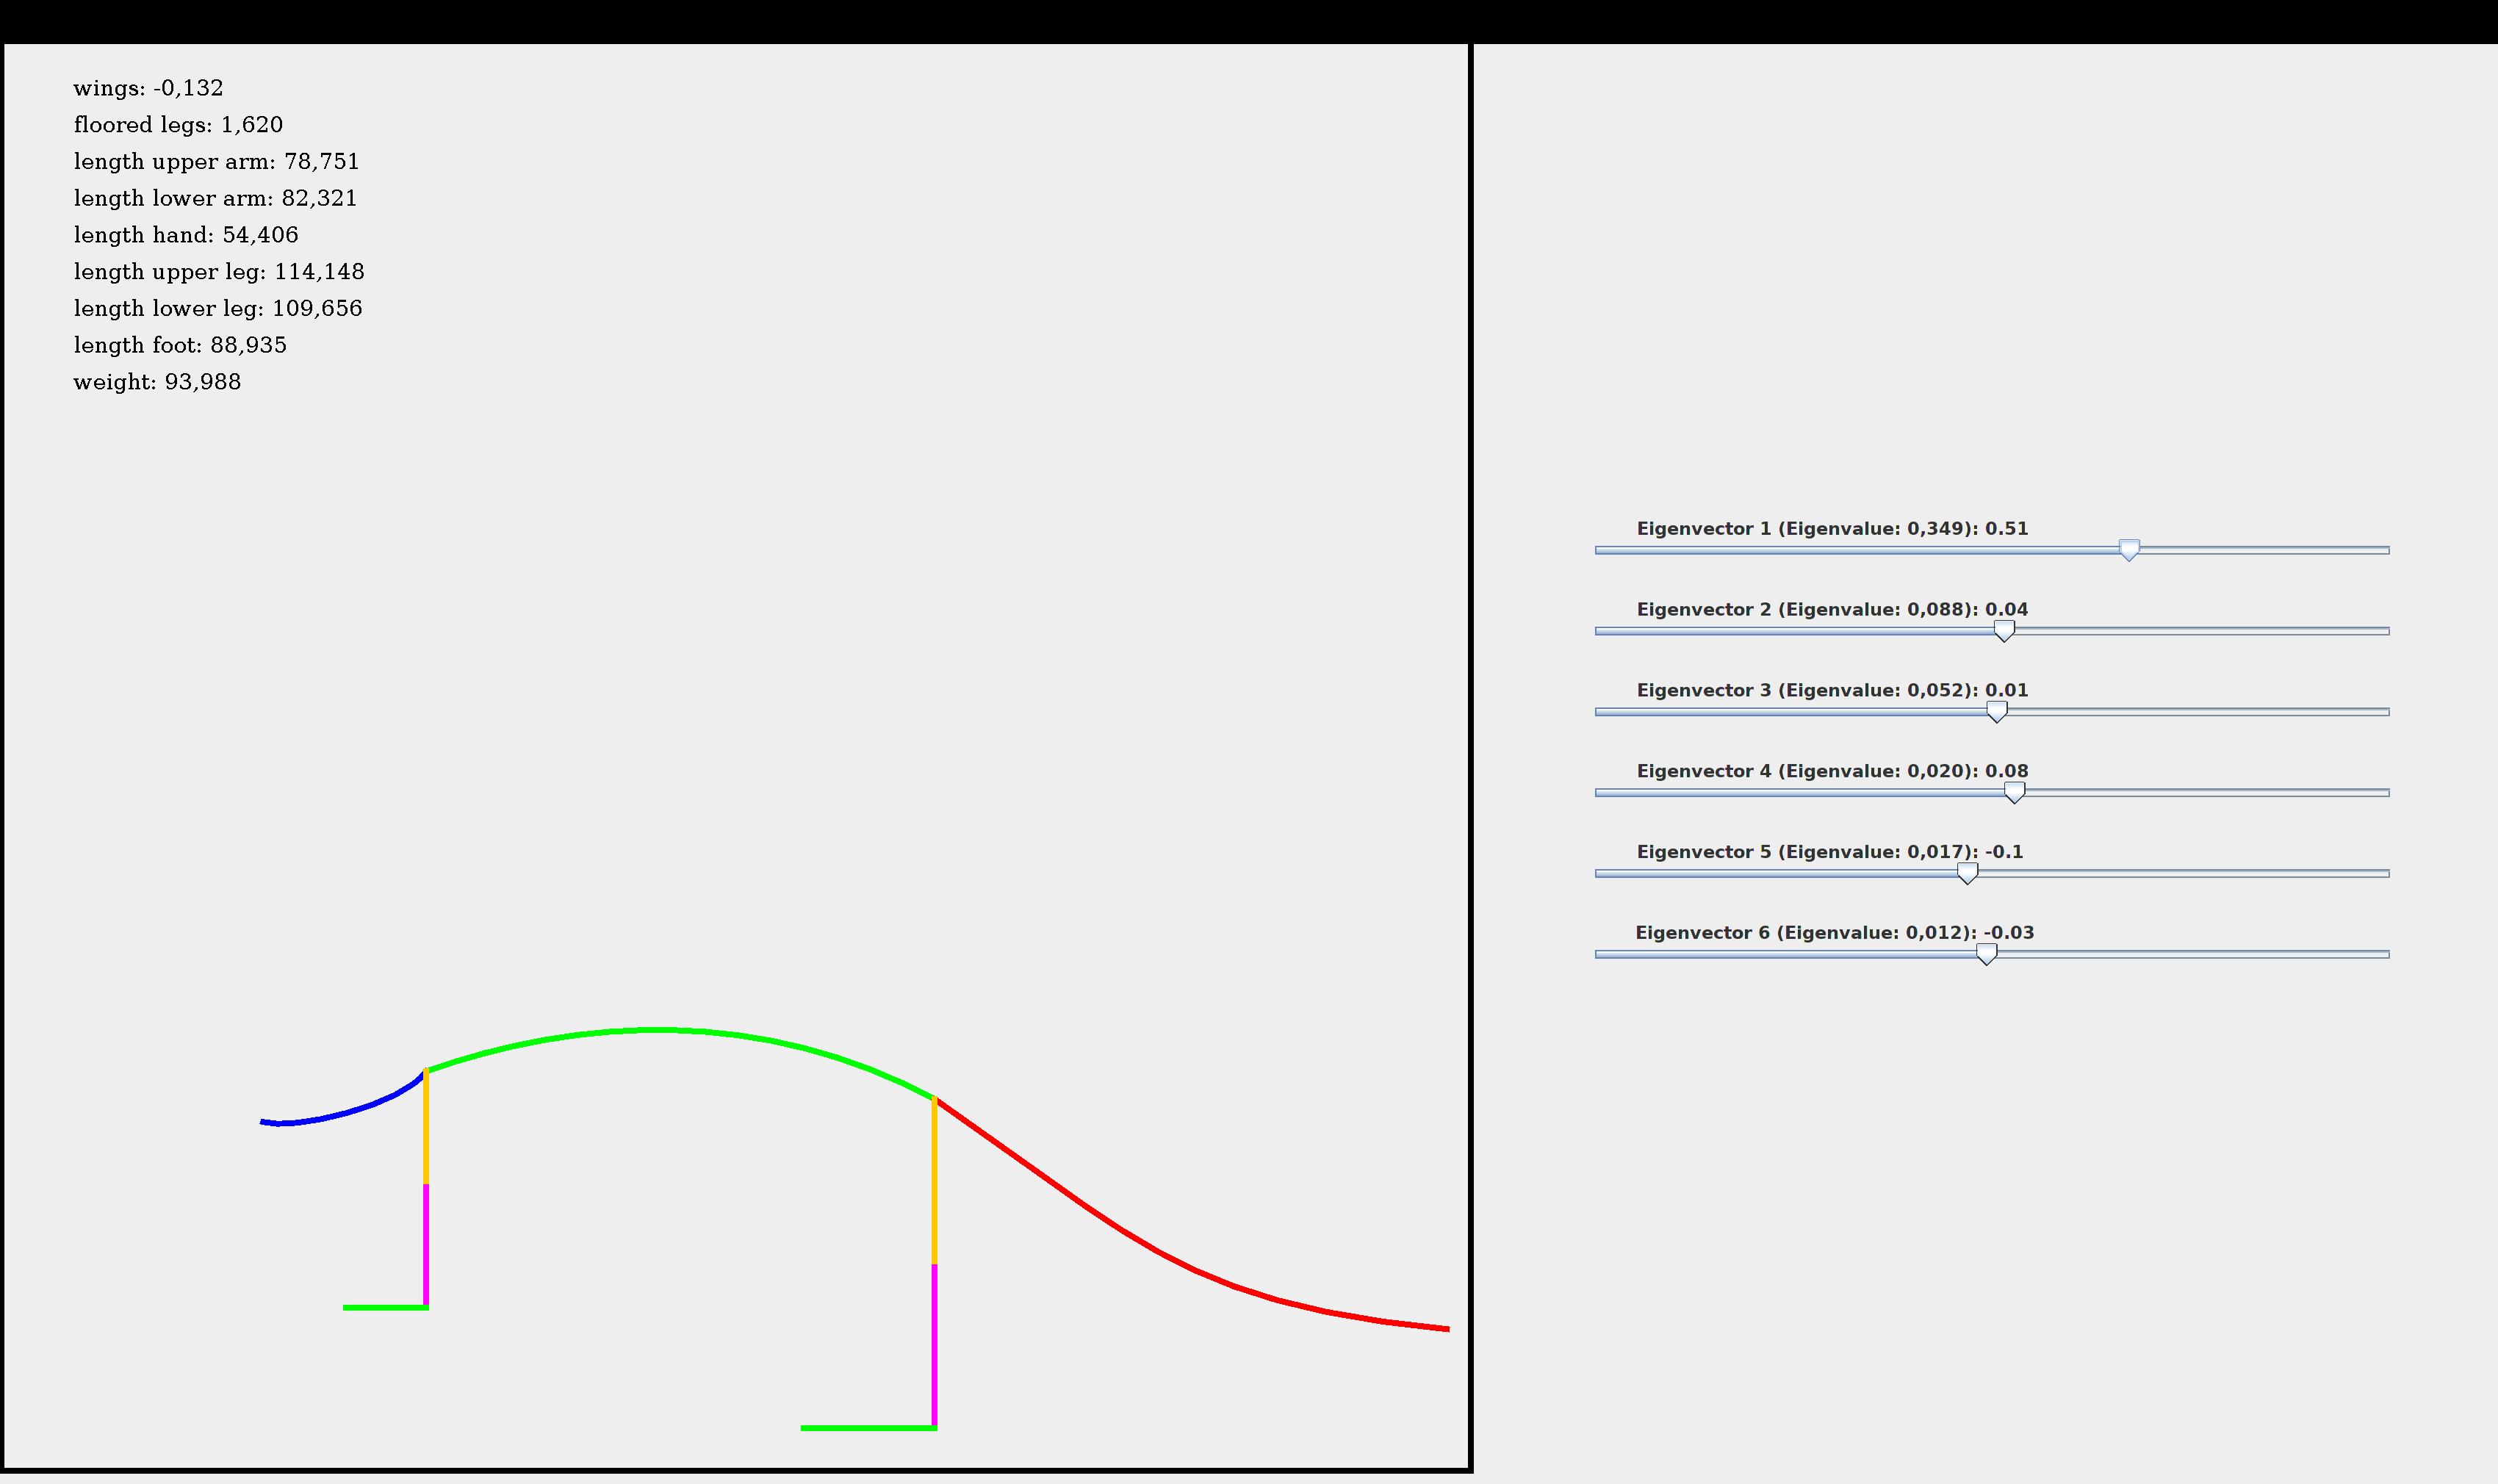 wings: -0,132
floored legs: 1,620
length upper arm: 78,751
length lower arm: 82,321
length hand: 54,406
length upper leg: 114,148
length lower leg: 109,656
length foot: 88,935
weight: 93,988
Eigenvector 1 (Eigenvalue: 0,349): 0.51
Eigenvector 2 (Eigenvalue: 0,088): 0.04
Eigenvector 3 (Eigenvalue: 0,052): 0.01
Eigenvector 4 (Eigenvalue: 0,020): 0.08
Eigenvector 5 (Eigenvalue: 0,017): -0.1
Eigenvector 6 (Eigenvalue: 0,012): -0.03